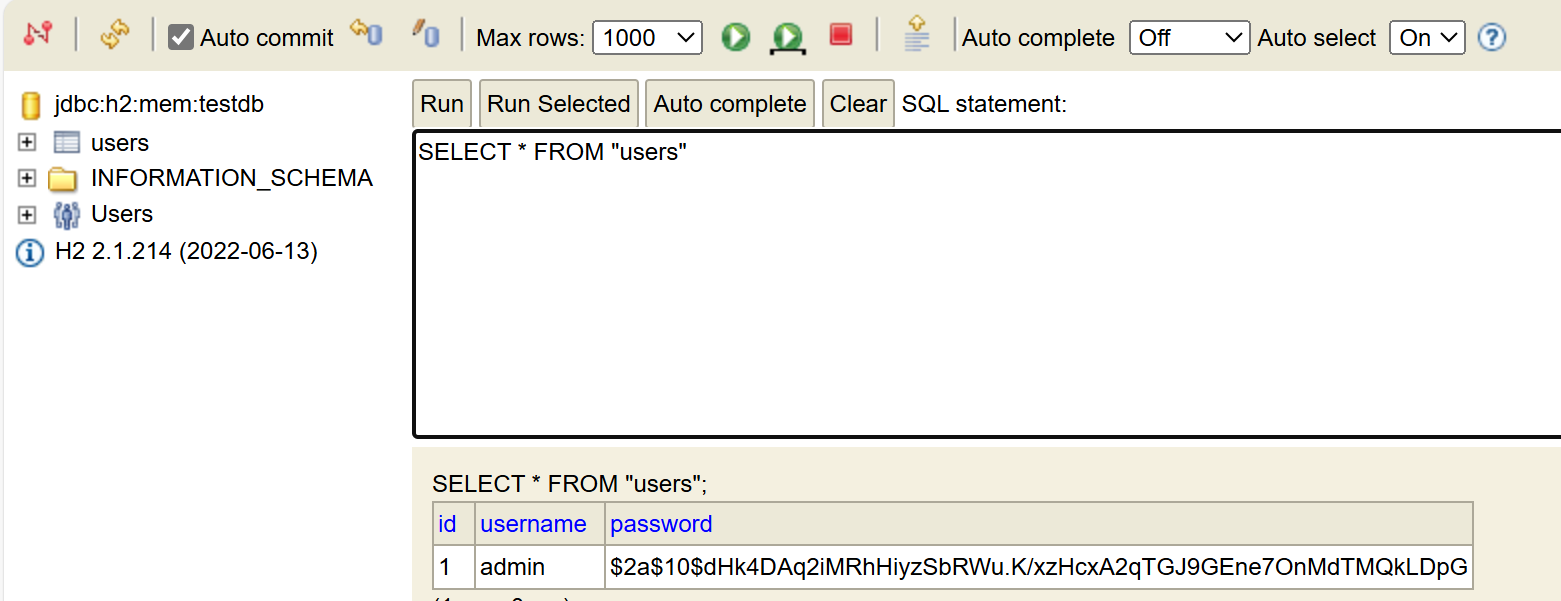 Auto commit Max rows: 1000 Auto complete Off Auto select On ?
jdbc:h2:mem:testdb
users
INFORMATION_SCHEMA
Users
H2 2.1.214 (2022-06-13)
Run Run Selected Auto complete Clear SQL statement:
SELECT * FROM "users"
SELECT * FROM "users";
id username password
1 admin $2a$10$dHk4DAq2iMRhHiyzSbRWu.K/xzHcxA2qTGJ9GEne7OnMdTMQkLDpG